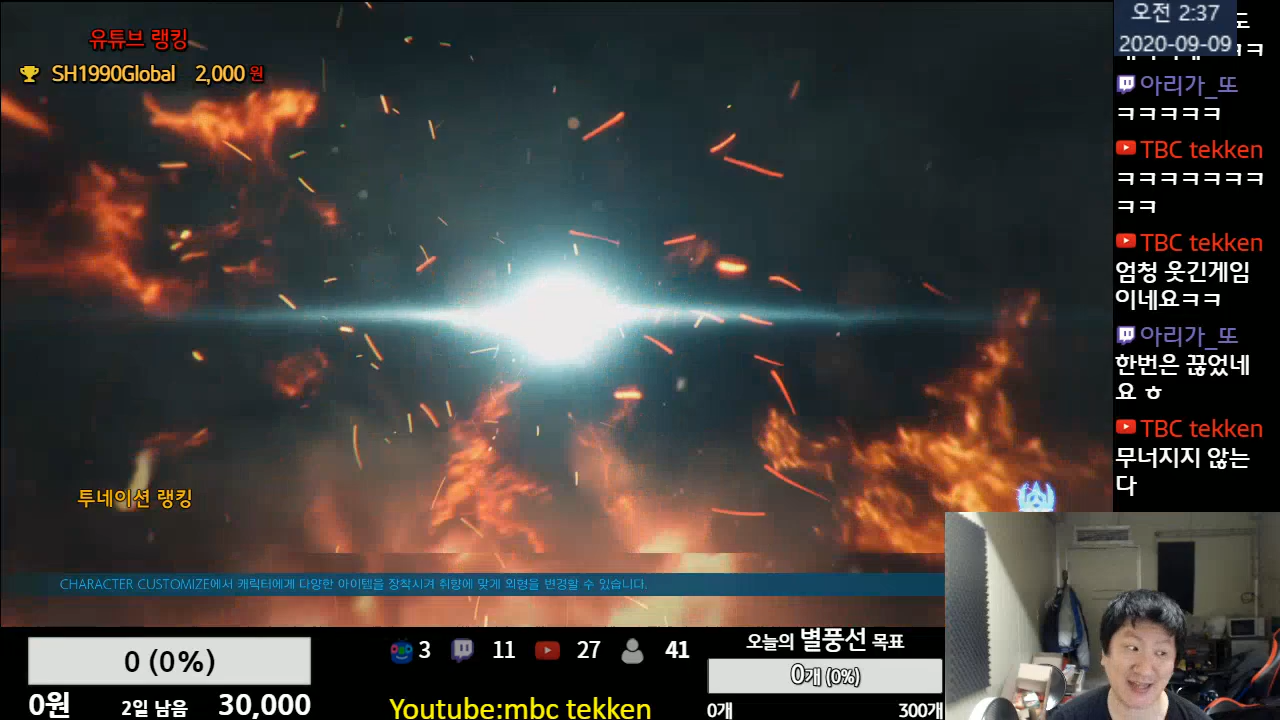 유튜브 랭킹
SH1990Global 2,000 원
투네이션 랭킹
CHARACTER CUSTOMIZE에서 캐릭터에게 다양한 아이템을 장착시켜 취향에 맞게 외형을 변경할 수 있습니다.
오전 2:37
2020-09-09
아리가_또
ㅋㅋㅋㅋㅋ
TBC tekken
ㅋㅋㅋㅋㅋㅋㅋ
ㅋㅋ
TBC tekken
엄청 웃긴게임
이네요ㅋㅋ
아리가_또
한번은 끊었네
요 ㅎ
TBC tekken
무너지지 않는
다
0 (0%)
0원 2일 남음 30,000
3 11 27 41
Youtube:mbc tekken
오늘의 별풍선 목표
0개 (0%)
0개 300개